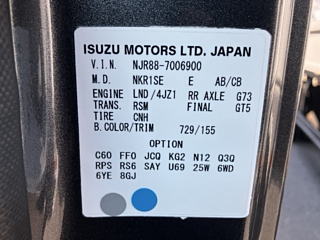 ISUZU MOTORS LTD. JAPAN
V.I.N. NJR88-7006900
M.D. NKR1SE E AB/CB
ENGINE LND/4JZ1 RR AXLE G73
TRANS. RSM FINAL GT5
TIRE CNH
B.COLOR/TRIM 729/155
OPTION
C60 FF0 JCQ KG2 N12 Q3Q
RPS RS6 SAY U69 25W 6WD
6YE 8GJ